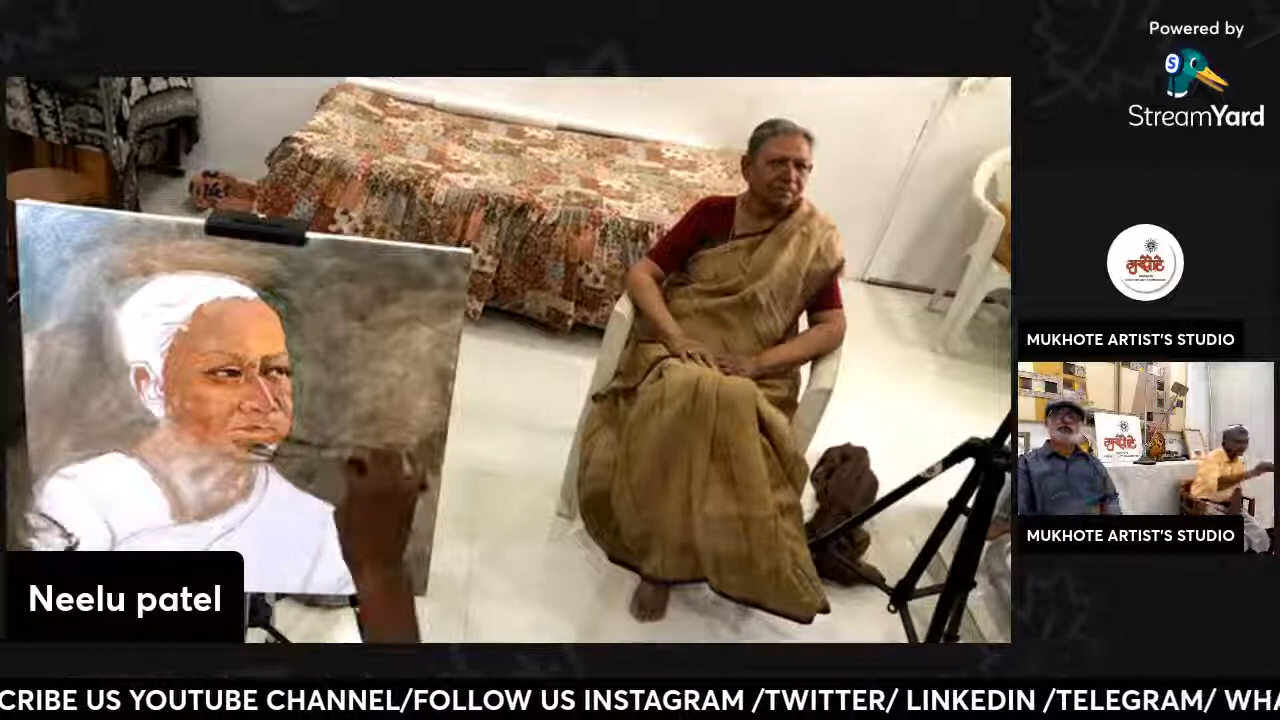 Powered by
S
StreamYard
मुखोटे
MUKHOTE ARTIST'S STUDIO
मुखोटे
MUKHOTE ARTIST'S STUDIO
Neelu patel
CRIBE US YOUTUBE CHANNEL/FOLLOW US INSTAGRAM /TWITTER/ LINKEDIN /TELEGRAM/ WHA